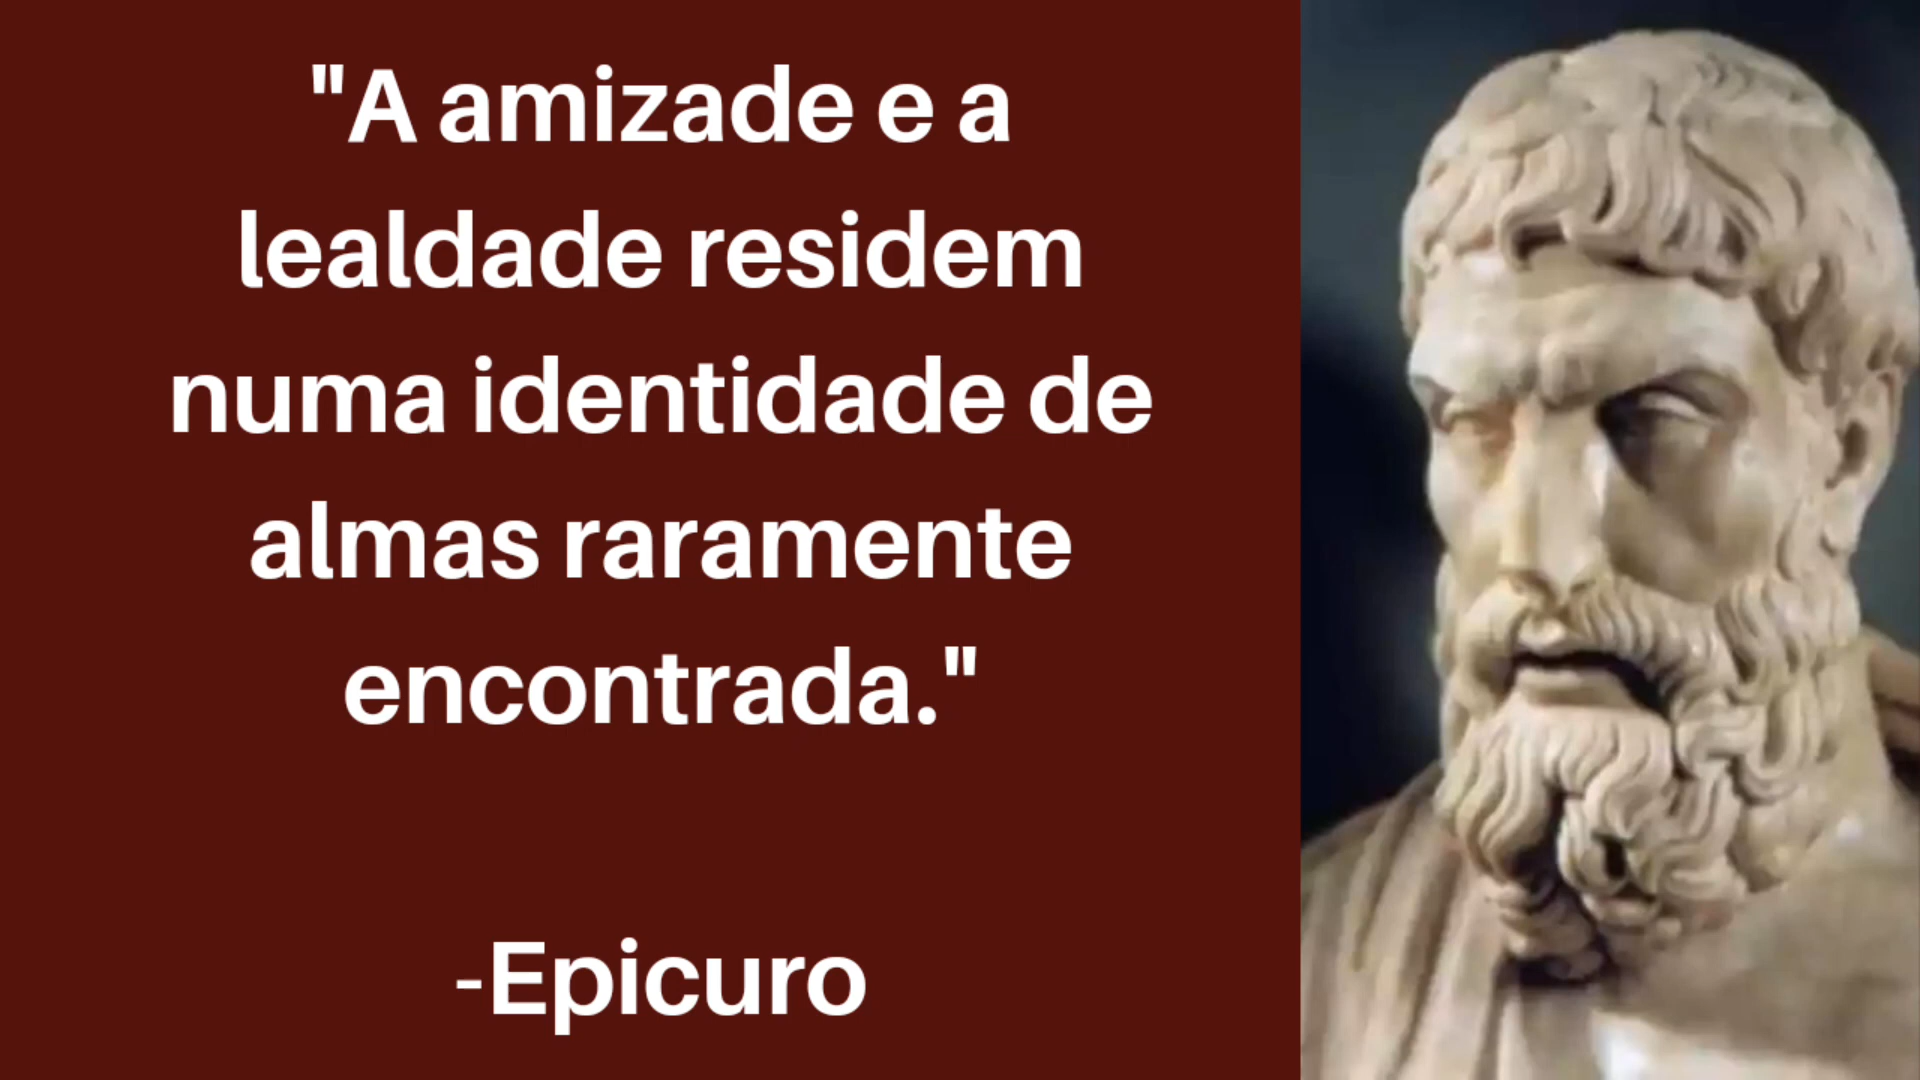 "A amizade e a
lealdade residem
numa identidade de
almas raramente
encontrada."
-Epicuro